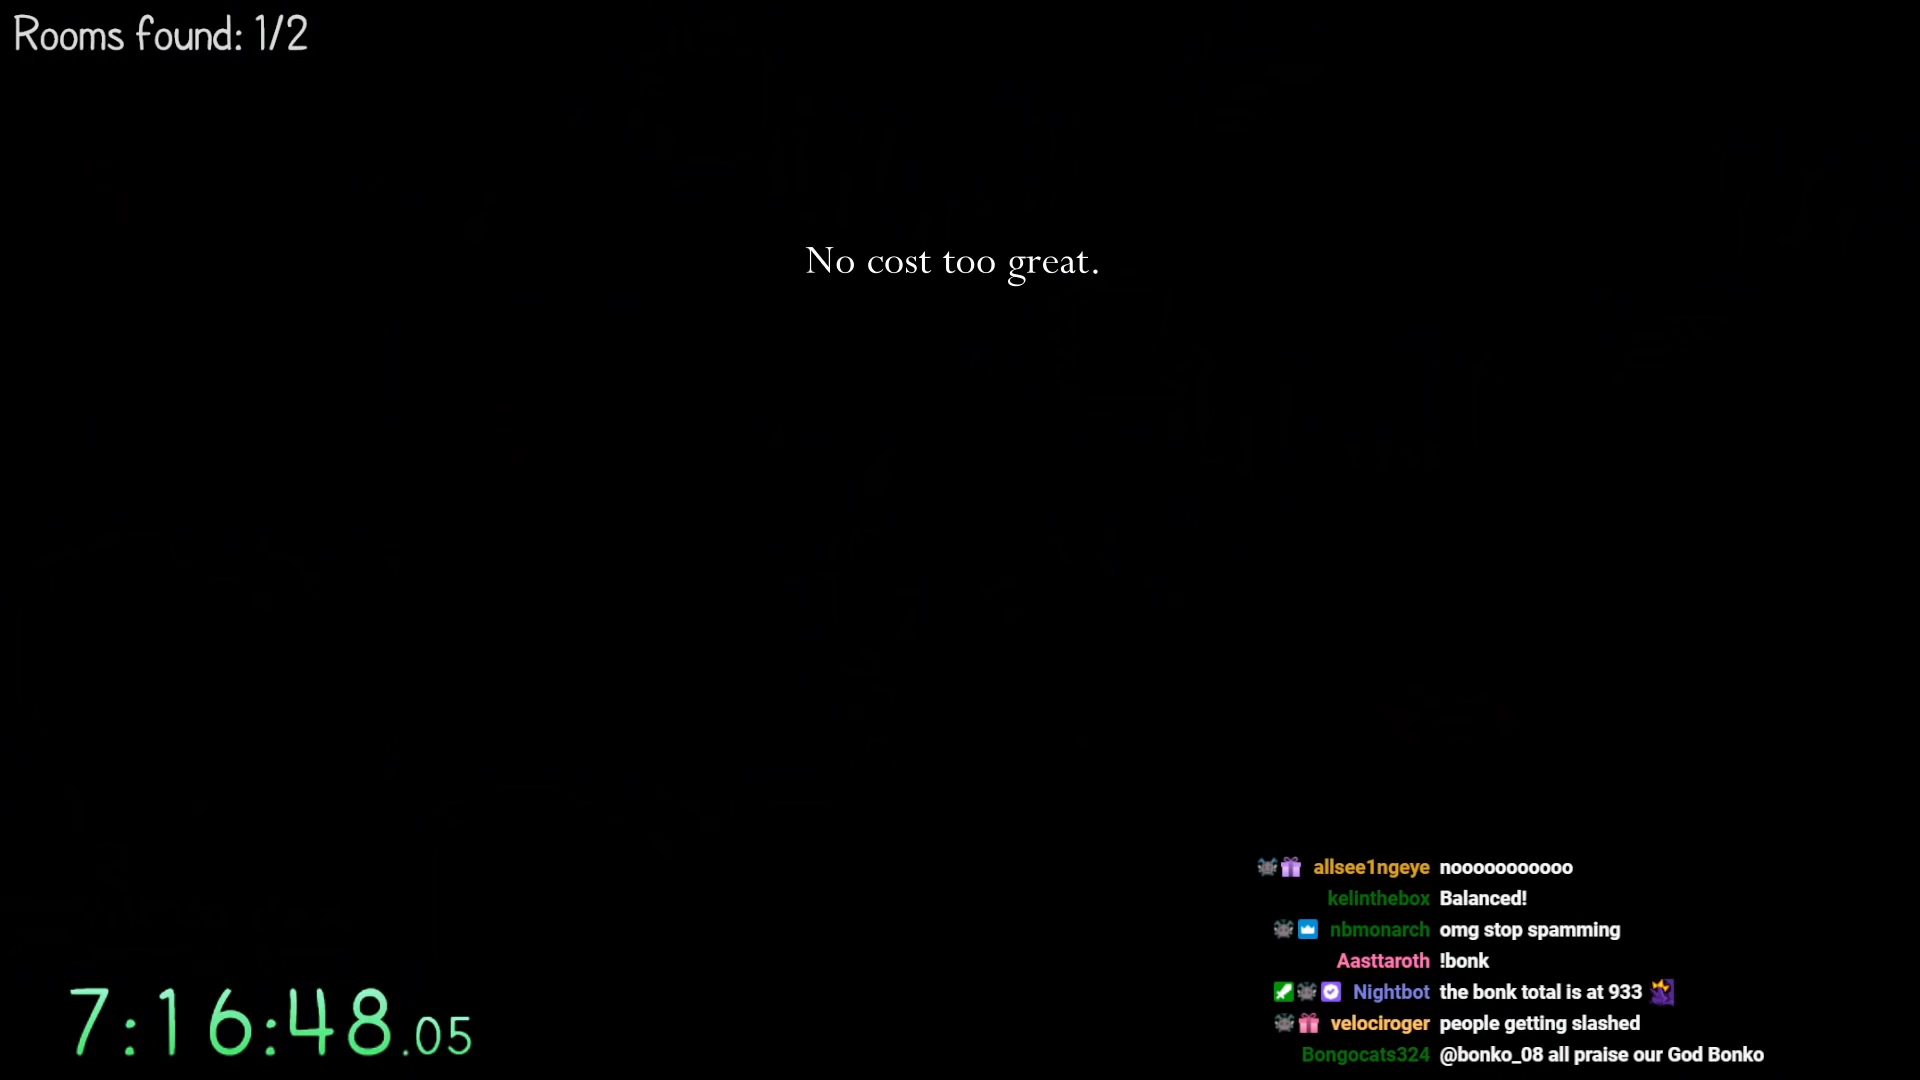 Rooms found: 1/2
No cost too great.
allsee1ngeye nooooooooooo
kelinthebox Balanced!
nbmonarch omg stop spamming
Aasttaroth !bonk
Nightbot the bonk total is at 933
velociroger people getting slashed
Bongocats324 @bonko_08 all praise our God Bonko
7:16:48.05